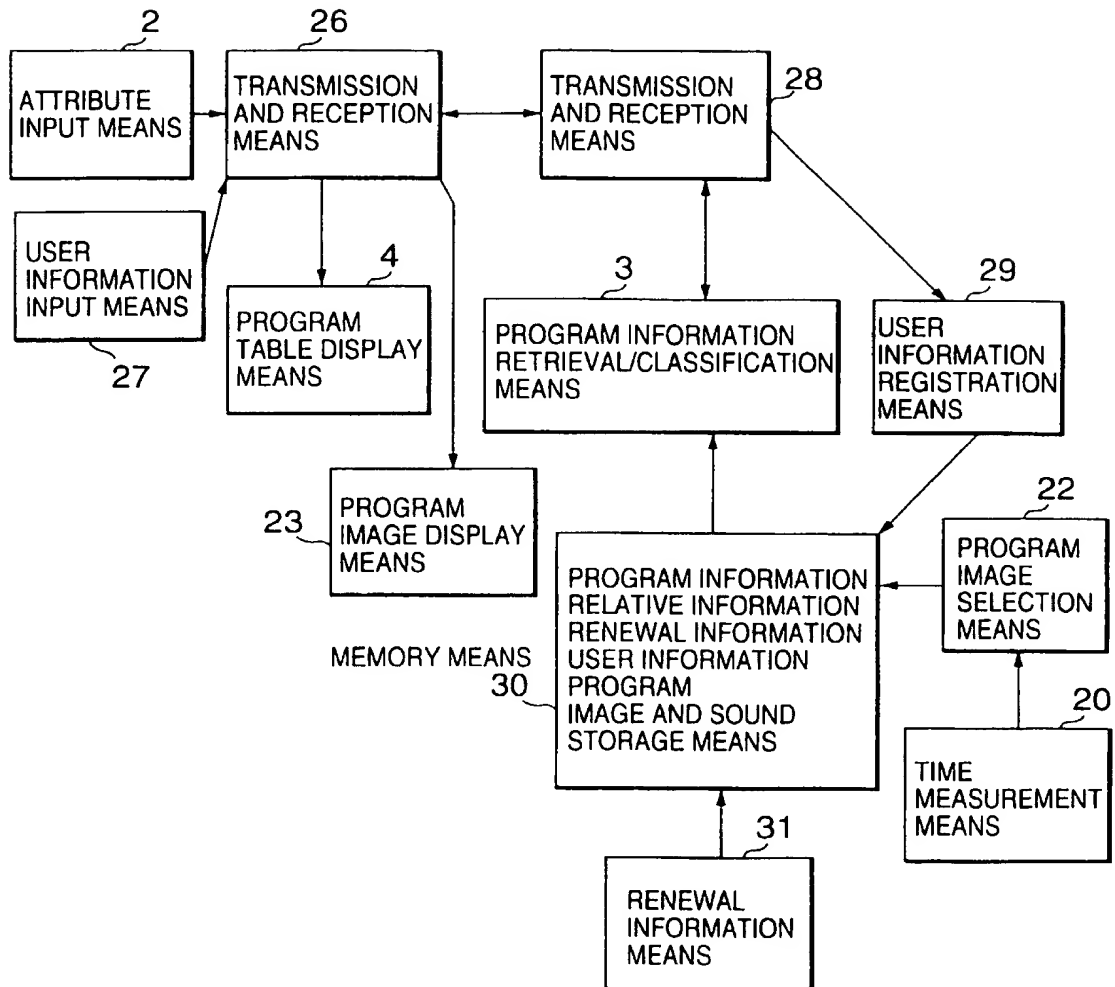 2
ATTRIBUTE
INPUT MEANS
26
TRANSMISSION
AND RECEPTION
MEANS
TRANSMISSION
AND RECEPTION
MEANS
28
USER
INFORMATION
INPUT MEANS
27
4
PROGRAM
TABLE DISPLAY
MEANS
3
PROGRAM INFORMATION
RETRIEVAL/CLASSIFICATION
MEANS
29
USER
INFORMATION
REGISTRATION
MEANS
23
PROGRAM
IMAGE DISPLAY
MEANS
MEMORY MEANS
30
PROGRAM INFORMATION
RELATIVE INFORMATION
RENEWAL INFORMATION
USER INFORMATION
PROGRAM
IMAGE AND SOUND
STORAGE MEANS
22
PROGRAM
IMAGE
SELECTION
MEANS
20
TIME
MEASUREMENT
MEANS
31
RENEWAL
INFORMATION
MEANS